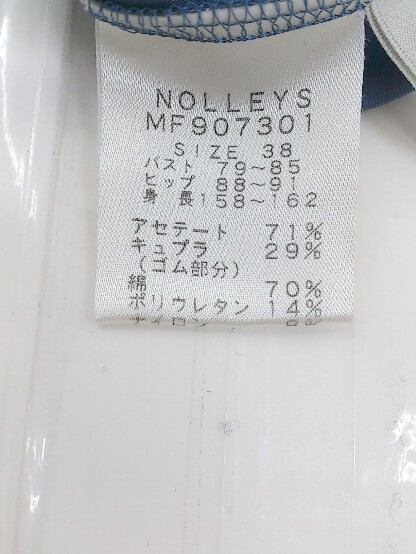 NOLLEYS
MF907301
SIZE 38
バスト 79~85
ヒップ 88~91
身長158~162
アセテート 71%
キュプラ 29%
(ゴム部分)
綿 70%
ポリウレタン 14%